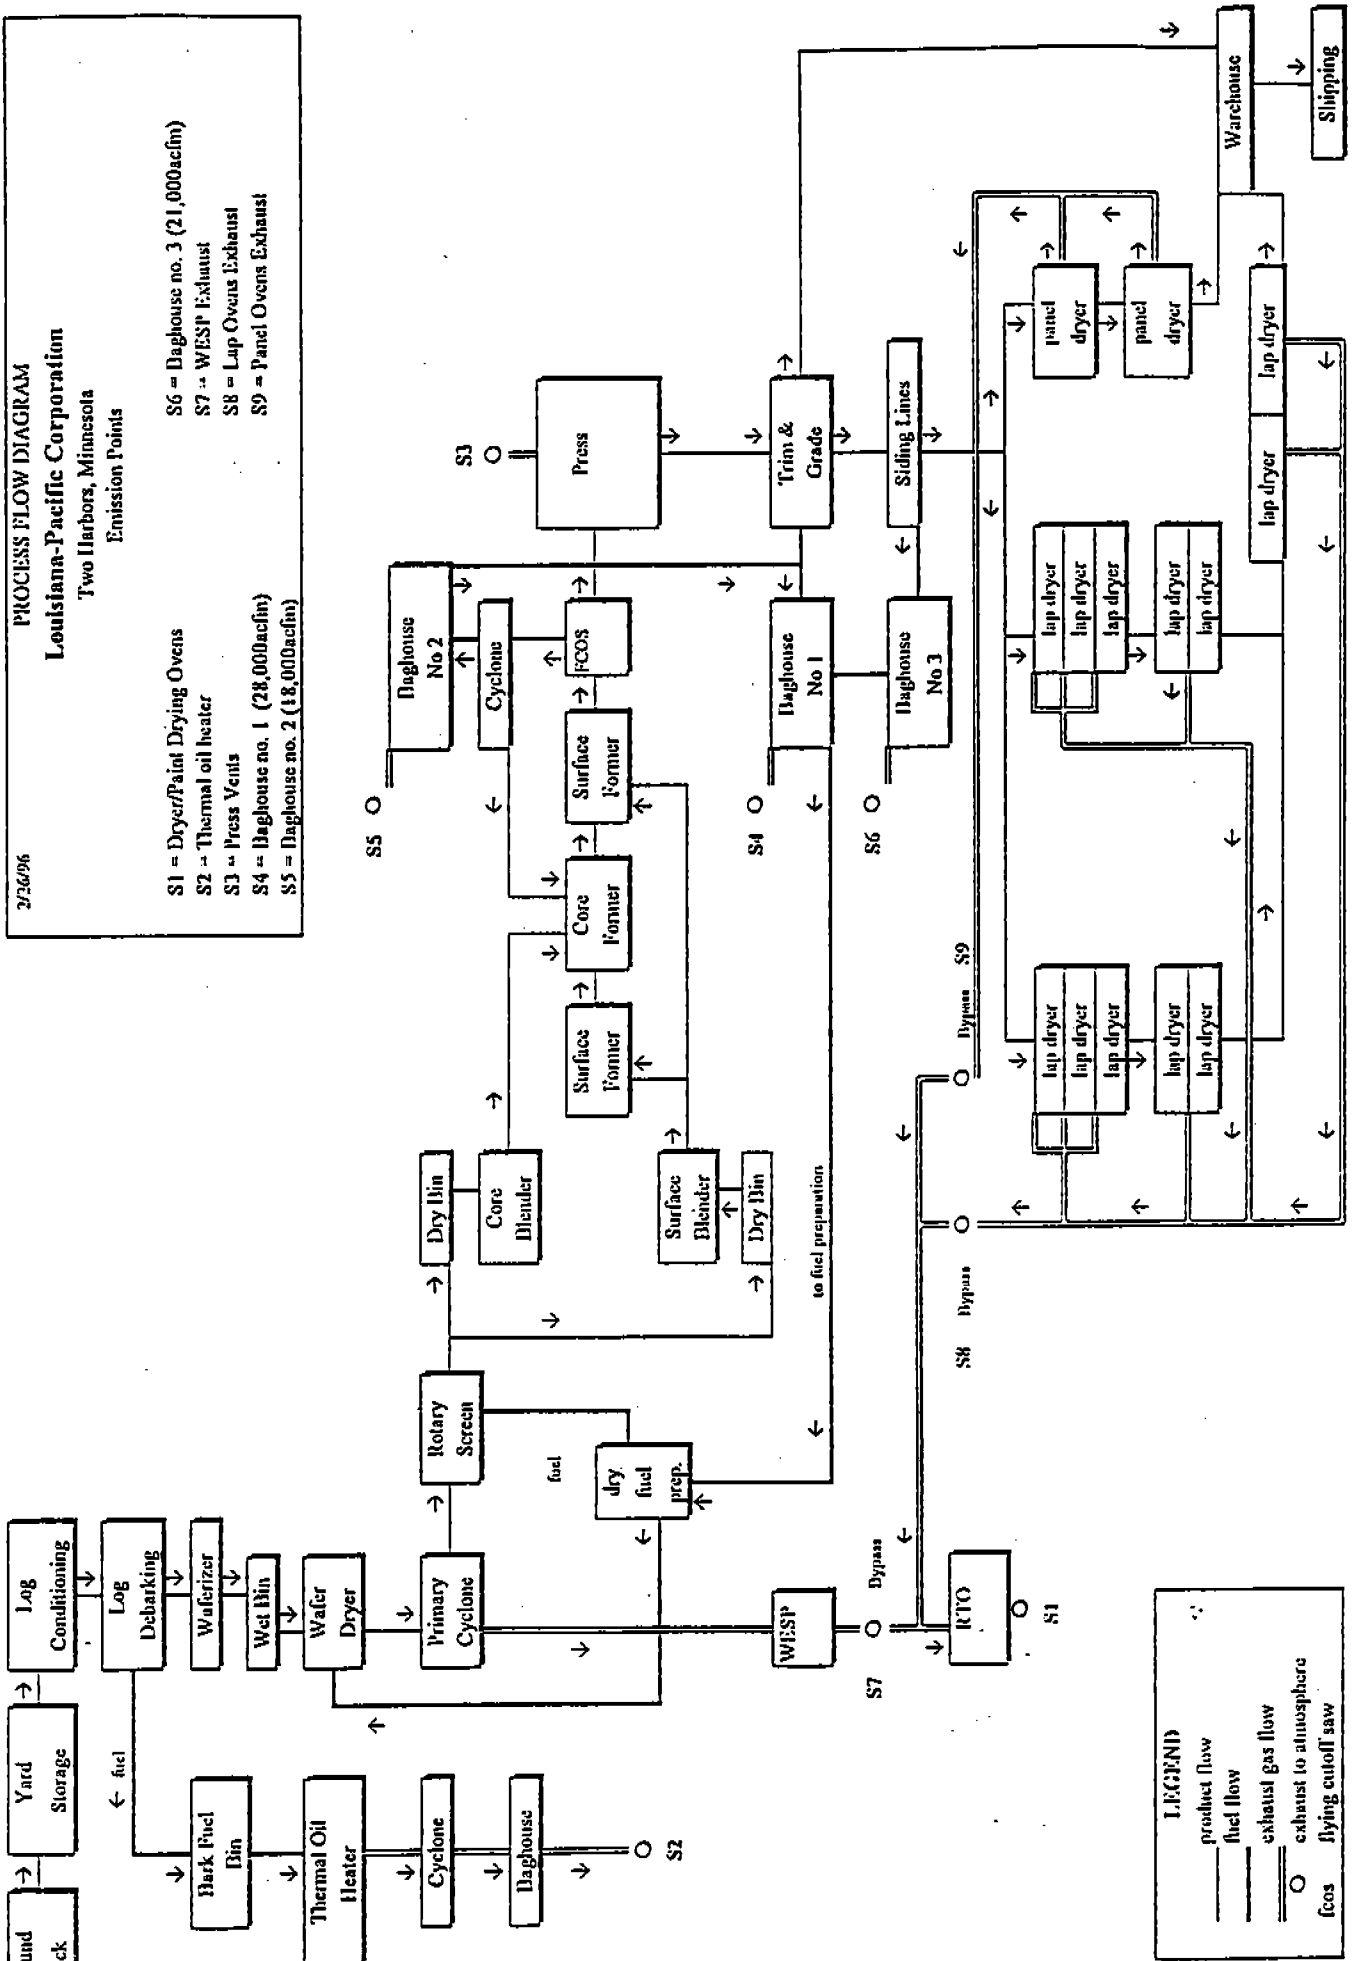 2/26/96
PROCESS FLOW DIAGRAM
Louisiana-Pacific Corporation
Two Harbors, Minnesota
Emission Points
S1 = Dryer/Paint Drying Ovens
S2 = Thermal oil heater
S3 = Press Vents
S4 = Baghouse no. 1 (28,000acfm)
S5 = Baghouse no. 2 (18,000acfm)
S6 = Baghouse no. 3 (21,000acfm)
S7 = WESP Exhaust
S8 = Lap Ovens Exhaust
S9 = Panel Ovens Exhaust
Yard
Storage
Log
Conditioning
Log
Debarking
fuel
Waferizer
Wet Bin
Wafer
Dryer
Bark Fuel
Bin
Thermal Oil
Heater
Cyclone
Baghouse
S2
Primary
Cyclone
Rotary
Screen
fuel
dry
fuel
prep.
Dry Bin
Core
Blender
Surface
Blender
Dry Bin
Surface
Former
Core
Former
Surface
Former
FCOS
Cyclone
Baghouse
No 2
S5
S3
Press
Trim &
Grade
Baghouse
No 1
S4
to fuel preparation
Siding Lines
Baghouse
No 3
S6
WESP
S7
Bypass
RTO
S1
S8
Bypass
Bypass
S9
lap dryer
lap dryer
lap dryer
lap dryer
lap dryer
lap dryer
lap dryer
lap dryer
lap dryer
lap dryer
lap dryer
lap dryer
panel
dryer
panel
dryer
Warehouse
Shipping
LEGEND
product flow
fuel flow
exhaust gas flow
exhaust to atmosphere
fcos flying cutoff saw